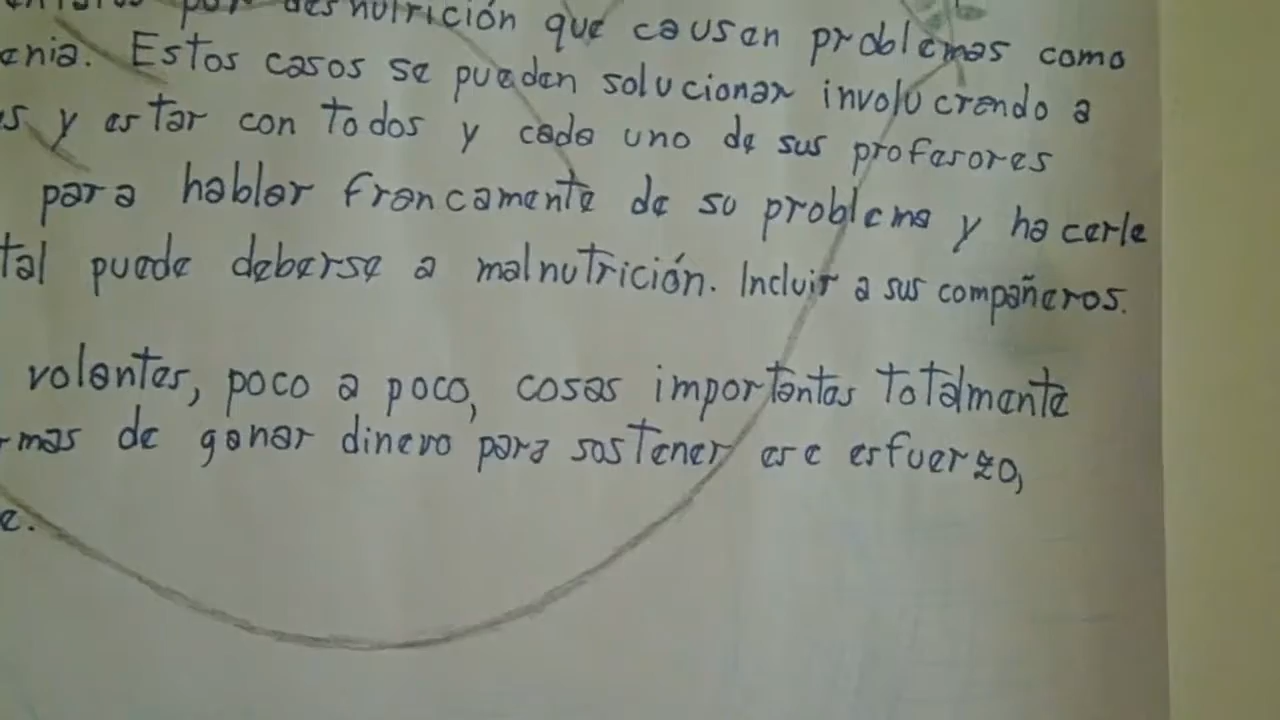 por desnutrición que causan problemas como
enia. Estos casos se pueden solucionar involucrando a
s y estar con todos y cada uno de sus profesores
para hablar francamente de su problema y hacerle
tal puede deberse a malnutrición. Incluir a sus compañeros.
volantes, poco a poco, cosas importantes totalmente
rmas de ganar dinero para sostener ese esfuerzo,
e.